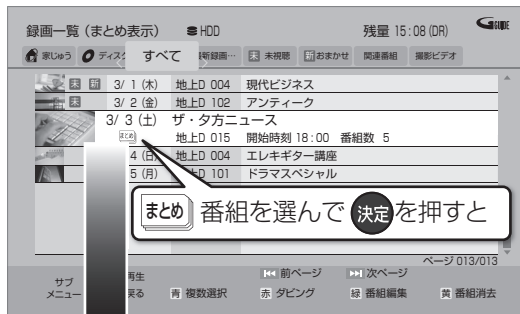 録画一覧 (まとめ表示) HDD 残量 15:08 (DR) GGUIDE
家じゅう ディスク すべて 新録画… 未 未視聴 新 おまかせ 関連番組 撮影ビデオ
未 新 3/ 1 (木) 地上D 004 現代ビジネス
未 3/ 2 (金) 地上D 102 アンティーク
3/ 3 (土) ザ・夕方ニュース
まとめ 地上D 015 開始時刻 18:00 番組数 5
4 (日) 地上D 004 エレキギター講座
5 (月) 地上D 101 ドラマスペシャル
まとめ 番組を選んで 決定 を押すと
ページ 013/013
サブメニュー 再生 前ページ 次ページ
戻る 青 複数選択 赤 ダビング 緑 番組編集 黄 番組消去